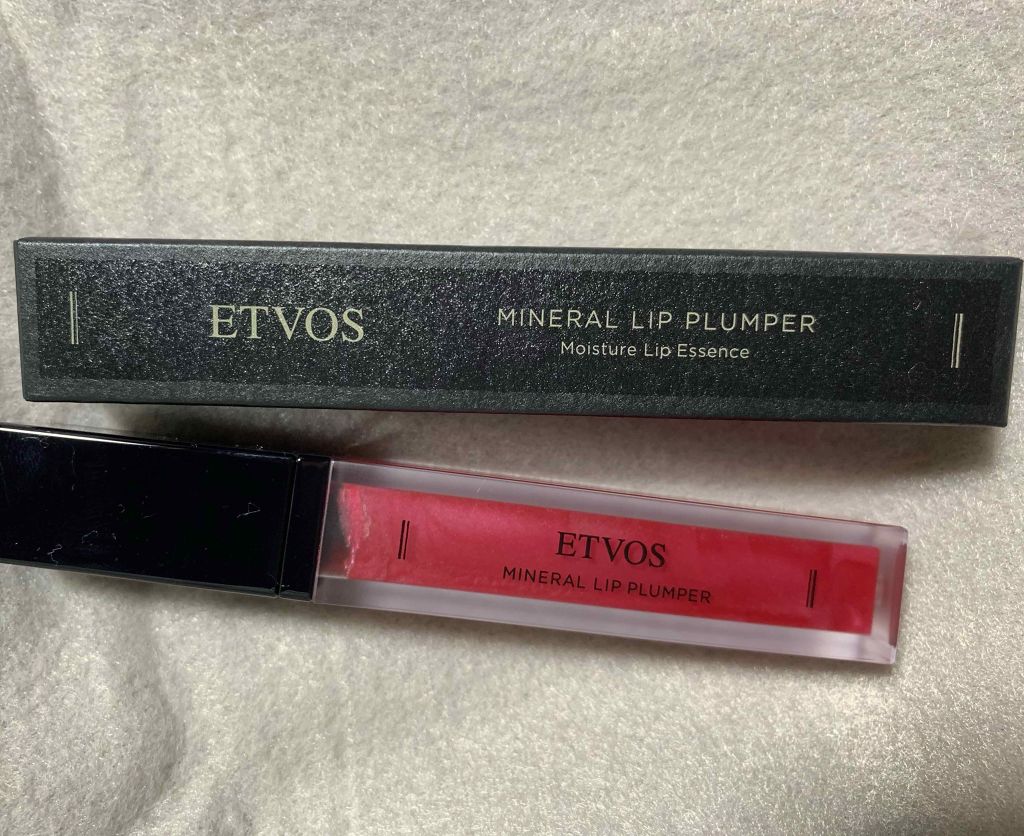 ETVOS
MINERAL LIP PLUMPER
Moisture Lip Essence
ETVOS
MINERAL LIP PLUMPER